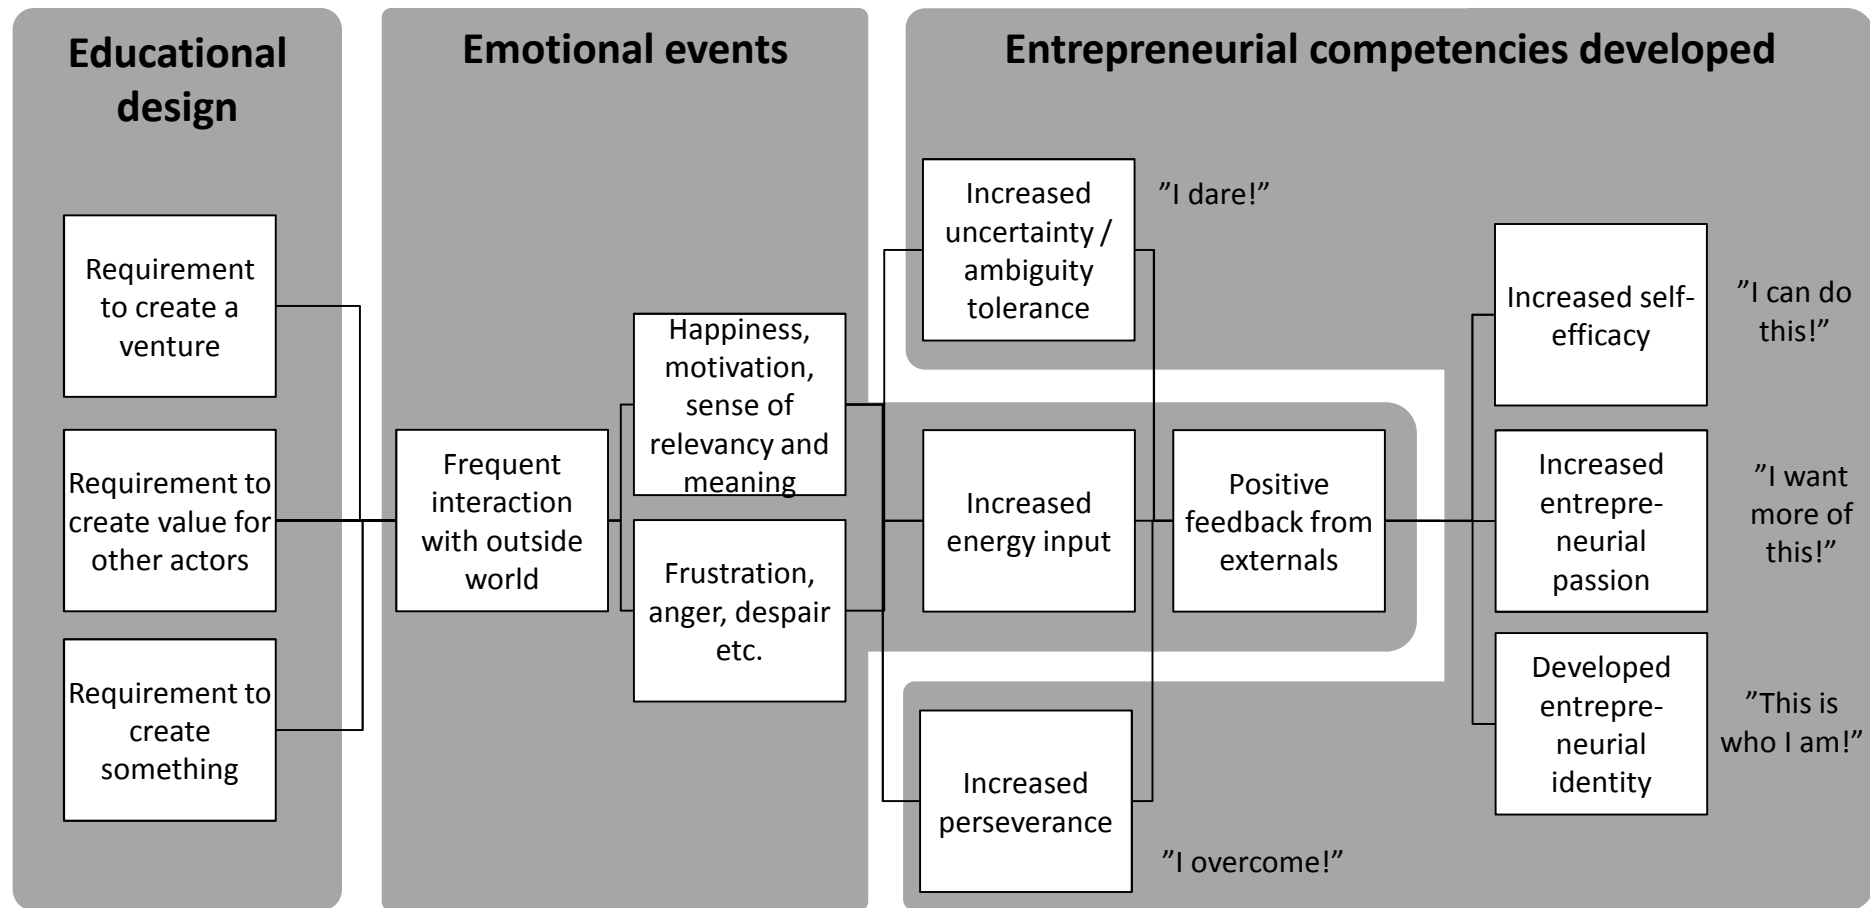 Educational
design
Emotional events
Entrepreneurial competencies developed
Requirement
to create a
venture
Requirement to
create value for
other actors
Requirement to
create
something
Frequent
interaction
with outside
world
Happiness,
motivation,
sense of
relevancy and
meaning
Frustration,
anger, despair
etc.
Increased
uncertainty /
ambiguity
tolerance
”I dare!”
Increased
energy input
Increased
perseverance
”I overcome!”
Positive
feedback from
externals
Increased self-
efficacy
”I can do
this!”
Increased
entrepre-
neurial
passion
”I want
more of
this!”
Developed
entrepre-
neurial
identity
”This is
who I am!”